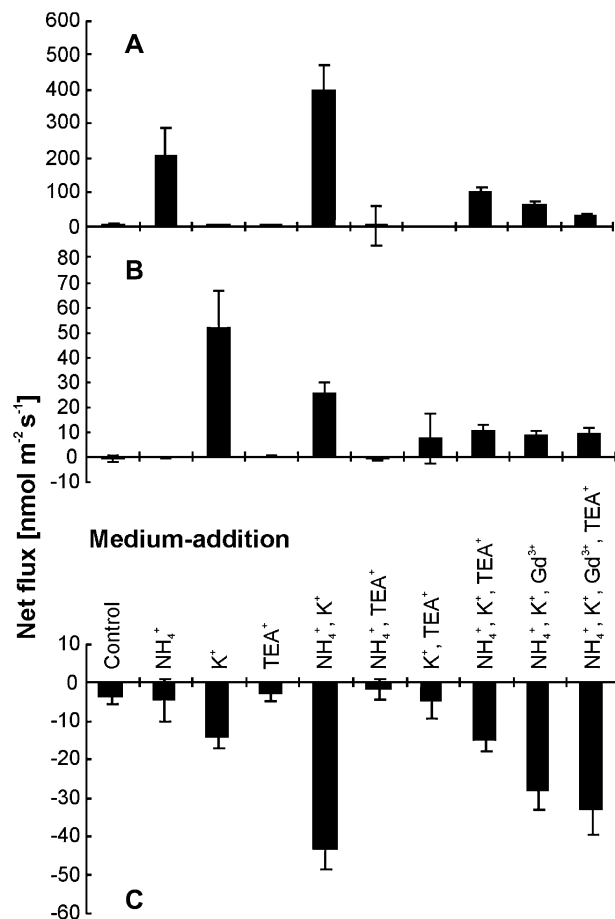 600
500
400
300
200
100
0
A
80
70
60
50
40
30
20
10
0
-10
B
Net flux [nmol m⁻² s⁻¹]
Medium-addition
Control
NH₄⁺
K⁺
TEA⁺
NH₄⁺, K⁺
NH₄⁺, TEA⁺
K⁺, TEA⁺
NH₄⁺, K⁺, TEA⁺
NH₄⁺, K⁺, Gd³⁺
NH₄⁺, K⁺, Gd³⁺, TEA⁺
10
0
-10
-20
-30
-40
-50
-60
C